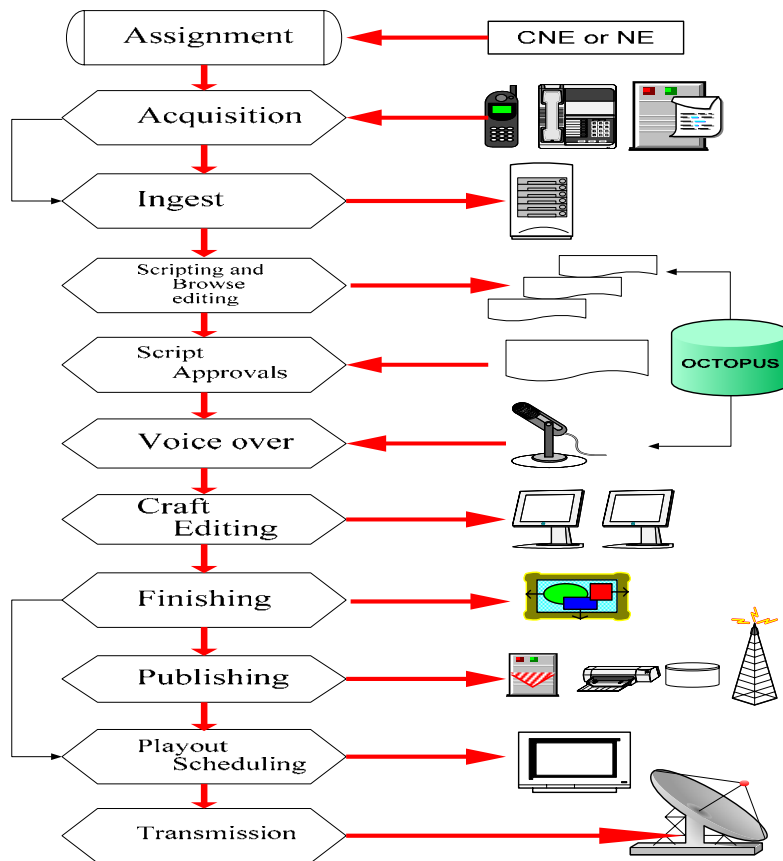 Assignment
CNE or NE
Acquisition
Ingest
Scripting and
Browse
editing
Script
Approvals
OCTOPUS
Voice over
Craft
Editing
Finishing
Publishing
Playout
Scheduling
Transmission